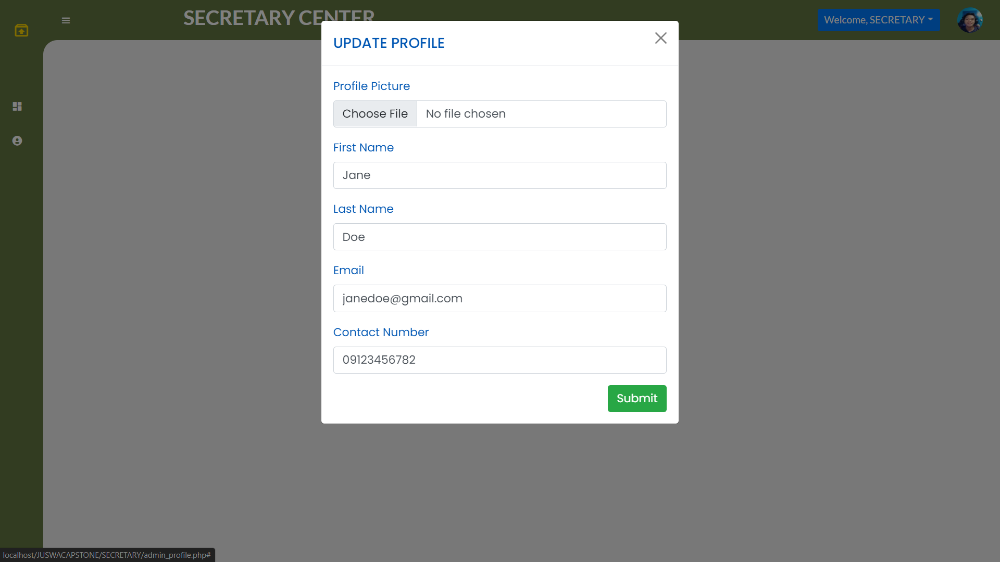 SECRETARY CENTER
Welcome, SECRETARY
UPDATE PROFILE
Profile Picture
Choose File No file chosen
First Name
Jane
Last Name
Doe
Email
janedoe@gmail.com
Contact Number
09123456782
Submit
localhost/JUSWACAPSTONE/SECRETARY/admin_profile.php#